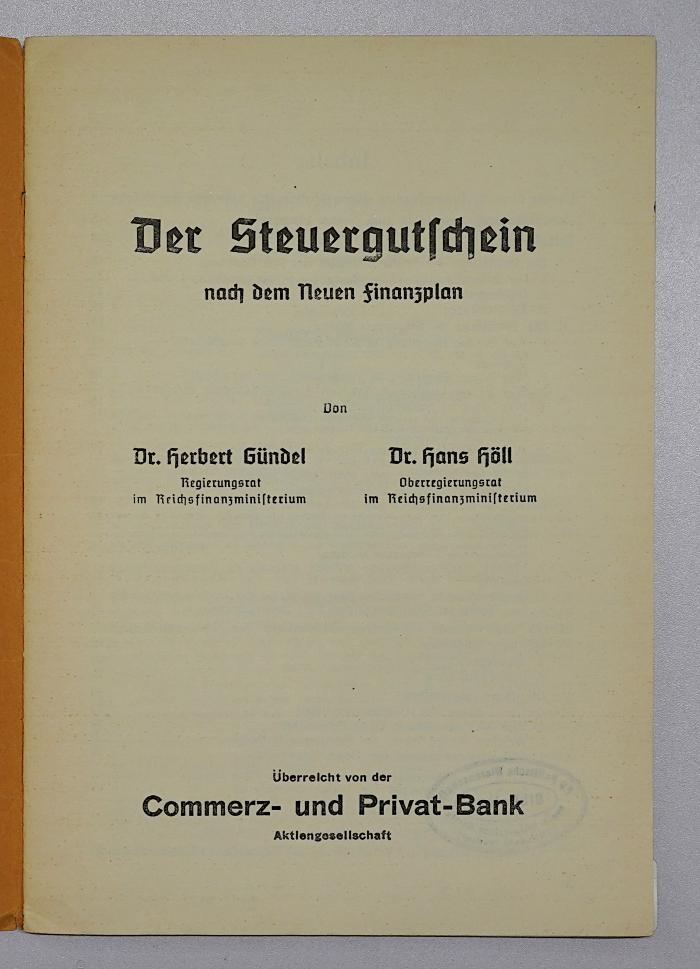 Der Steuergutſchein
nach dem Neuen Finanzplan
Von
Dr. Herbert Gündel
Regierungsrat
im Reichsfinanzminiſterium
Dr. Hans Höll
Oberregierungsrat
im Reichsfinanzminiſterium
Überreicht von der
Commerz- und Privat-Bank
Aktiengesellschaft